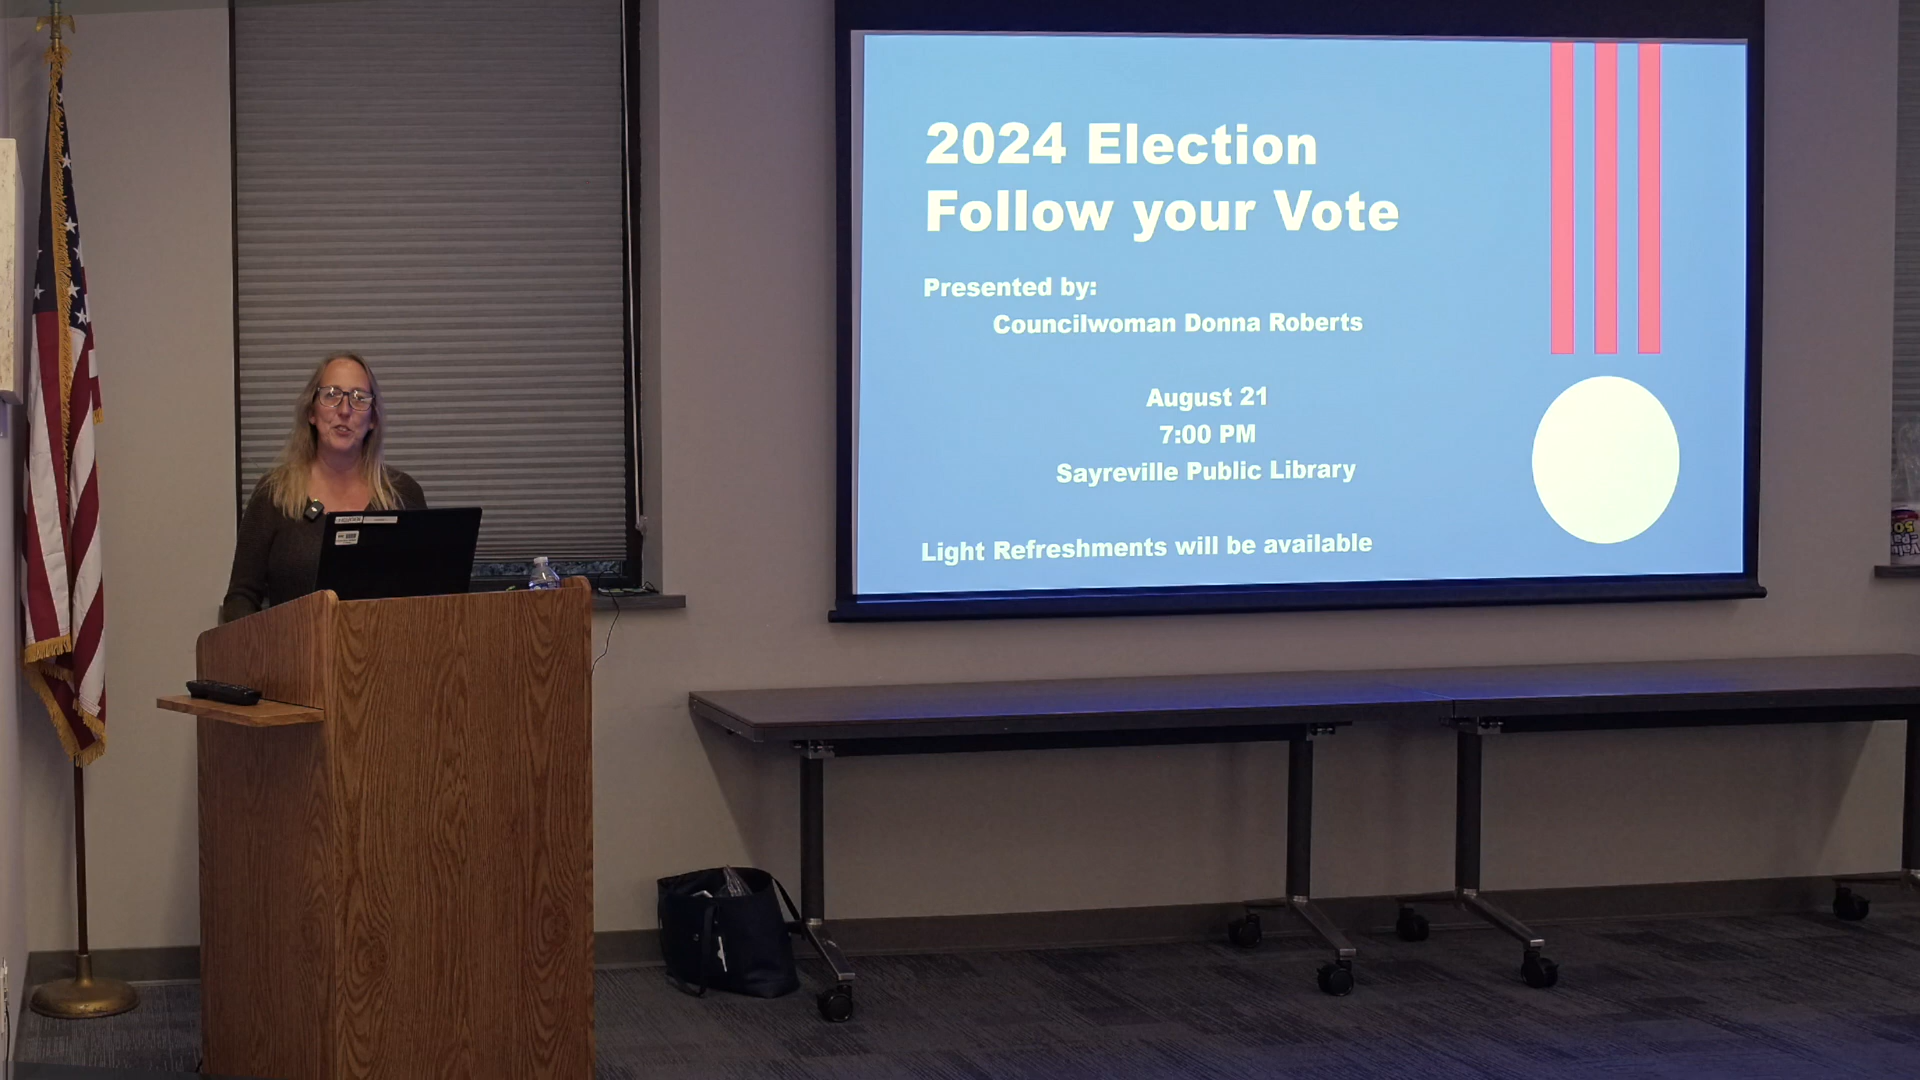 2024 Election
Follow your Vote
Presented by:
Councilwoman Donna Roberts
August 21
7:00 PM
Sayreville Public Library
Light Refreshments will be available